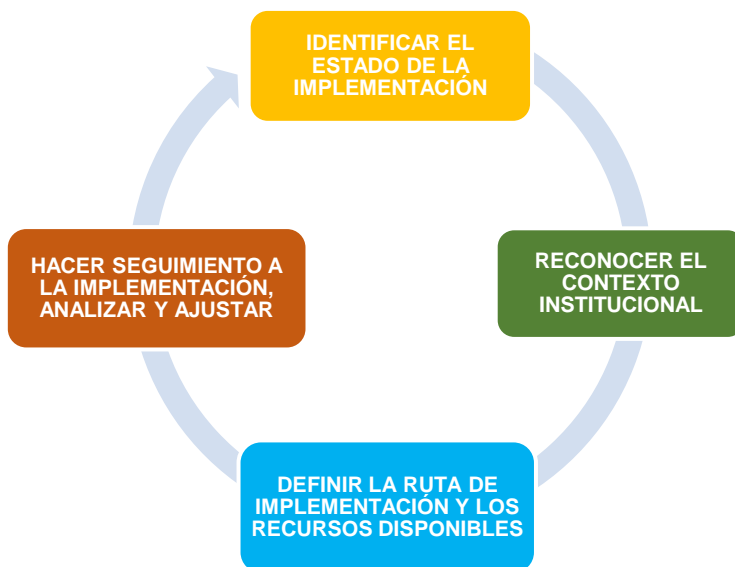 IDENTIFICAR EL
ESTADO DE LA
IMPLEMENTACIÓN
RECONOCER EL
CONTEXTO
INSTITUCIONAL
DEFINIR LA RUTA DE
IMPLEMENTACIÓN Y LOS
RECURSOS DISPONIBLES
HACER SEGUIMIENTO A
LA IMPLEMENTACIÓN,
ANALIZAR Y AJUSTAR